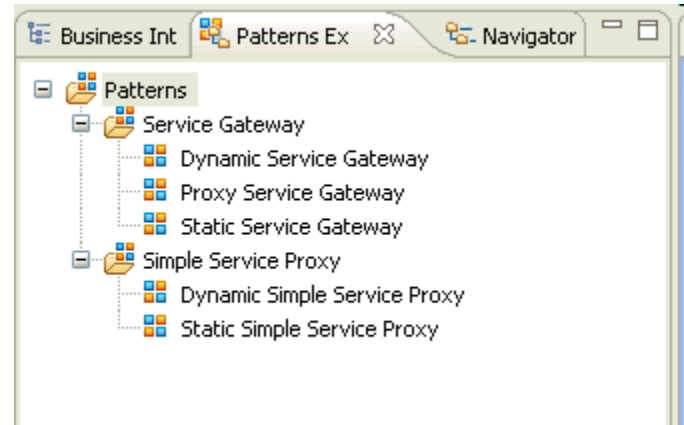 Business Int Patterns Ex Navigator
Patterns
Service Gateway
Dynamic Service Gateway
Proxy Service Gateway
Static Service Gateway
Simple Service Proxy
Dynamic Simple Service Proxy
Static Simple Service Proxy